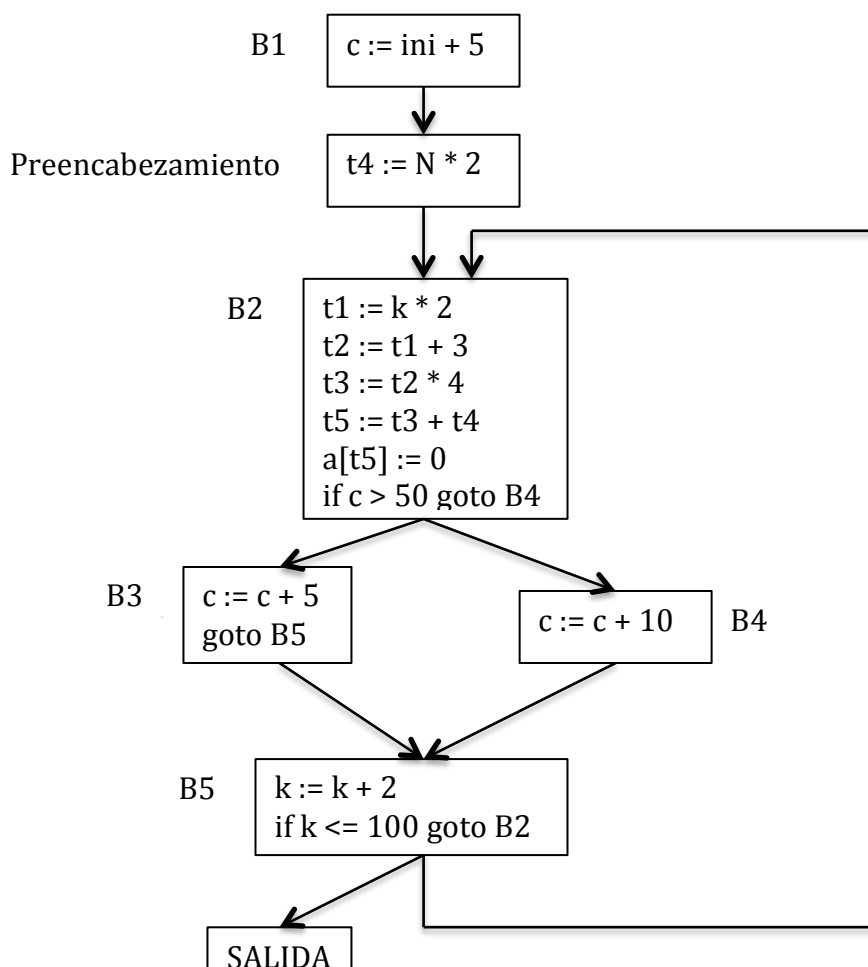 B1
c := ini + 5
Preencabezamiento
t4 := N * 2
B2
t1 := k * 2
t2 := t1 + 3
t3 := t2 * 4
t5 := t3 + t4
a[t5] := 0
if c > 50 goto B4
B3
c := c + 5
goto B5
c := c + 10
B4
B5
k := k + 2
if k <= 100 goto B2
SALIDA